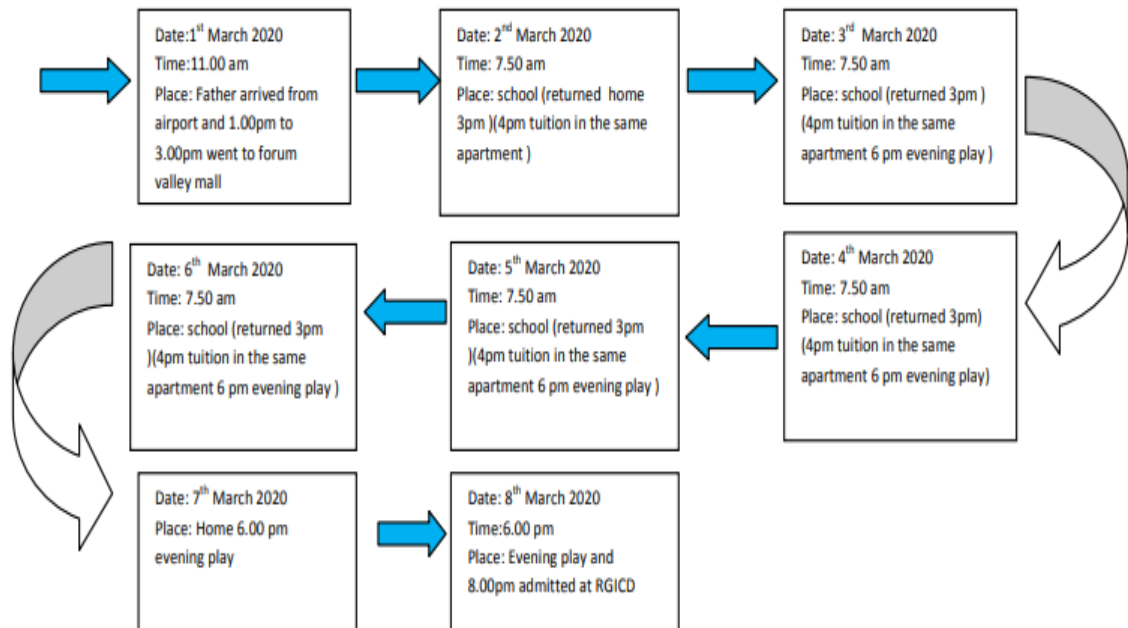 Date:1st March 2020
Time:11.00 am
Place: Father arrived from
airport and 1.00pm to
3.00pm went to forum
valley mall
Date: 2nd March 2020
Time: 7.50 am
Place: school (returned home
3pm )(4pm tuition in the same
apartment )
Date: 3rd March 2020
Time: 7.50 am
Place: school (returned 3pm )
(4pm tuition in the same
apartment 6 pm evening play )
Date: 4th March 2020
Time: 7.50 am
Place: school (returned 3pm)
(4pm tuition in the same
apartment 6 pm evening play)
Date: 5th March 2020
Time: 7.50 am
Place: school (returned 3pm
)(4pm tuition in the same
apartment 6 pm evening play )
Date: 6th March 2020
Time: 7.50 am
Place: school (returned 3pm
)(4pm tuition in the same
apartment 6 pm evening play )
Date: 7th March 2020
Place: Home 6.00 pm
evening play
Date: 8th March 2020
Time:6.00 pm
Place: Evening play and
8.00pm admitted at RGICD